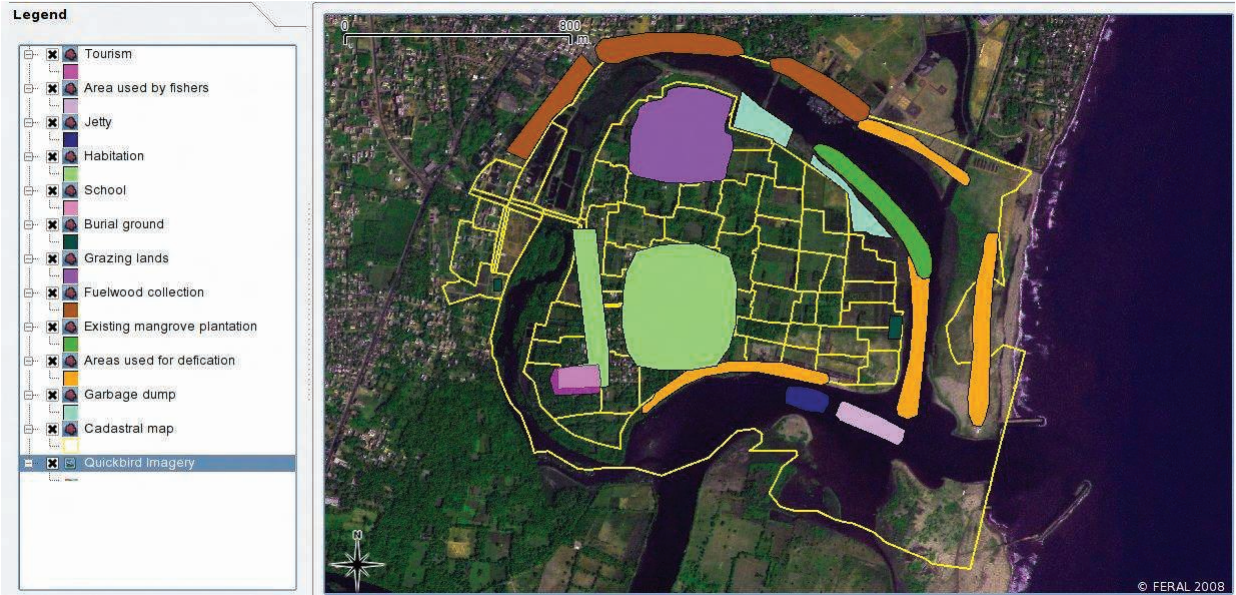 Legend
Tourism
Area used by fishers
Jetty
Habitation
School
Burial ground
Grazing lands
Fuelwood collection
Existing mangrove plantation
Areas used for defication
Garbage dump
Cadastral map
Quickbird Imagery
0 800
m
N
© FERAL 2008